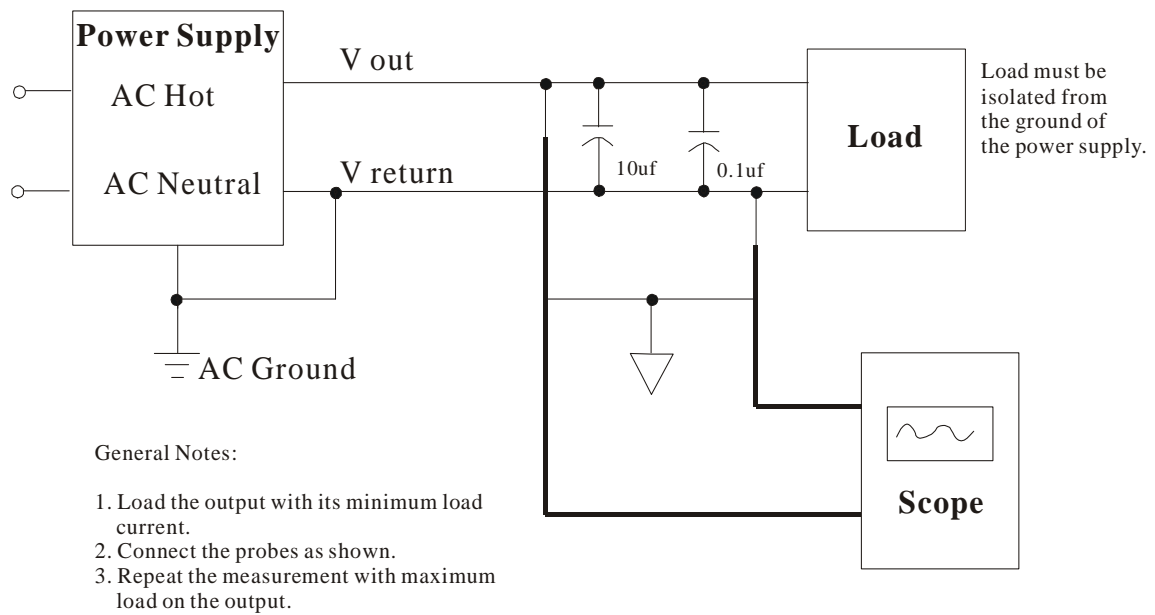 Power Supply
V out
AC Hot
AC Neutral
V return
10uf
0.1uf
Load
Load must be
isolated from
the ground of
the power supply.
AC Ground
Scope
General Notes:
1. Load the output with its minimum load
current.
2. Connect the probes as shown.
3. Repeat the measurement with maximum
load on the output.